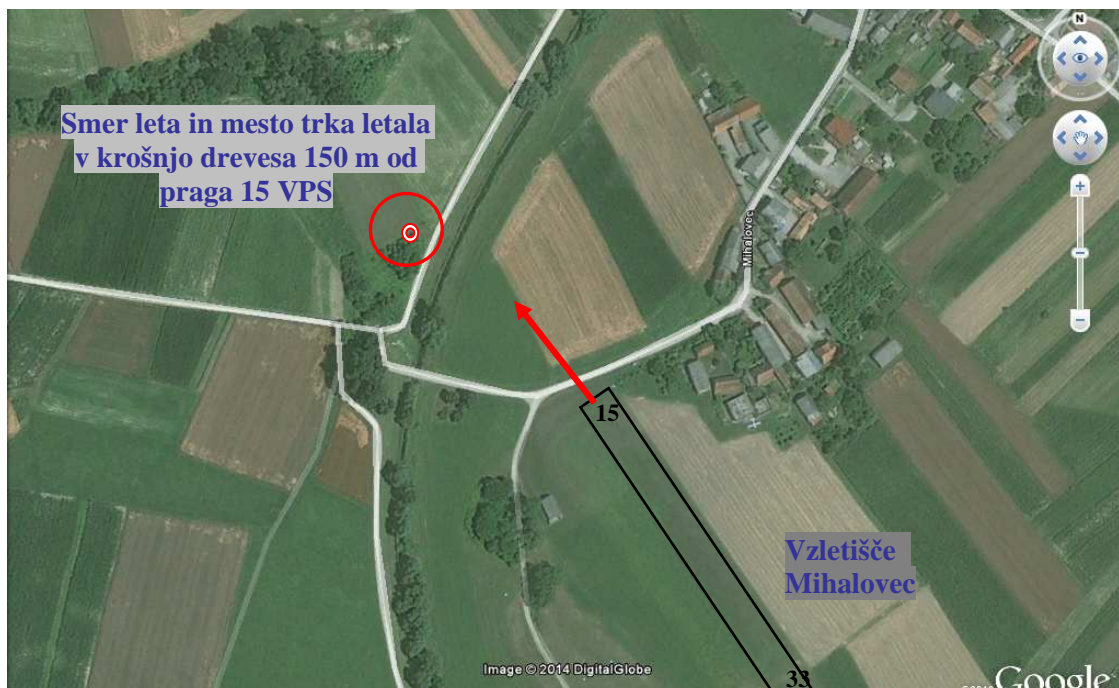 N
Smer leta in mesto trka letala
v krošnjo drevesa 150 m od
praga 15 VPS
Mihalovec
15
Vzletišče
Mihalovec
33
Image © 2014 DigitalGlobe
Google